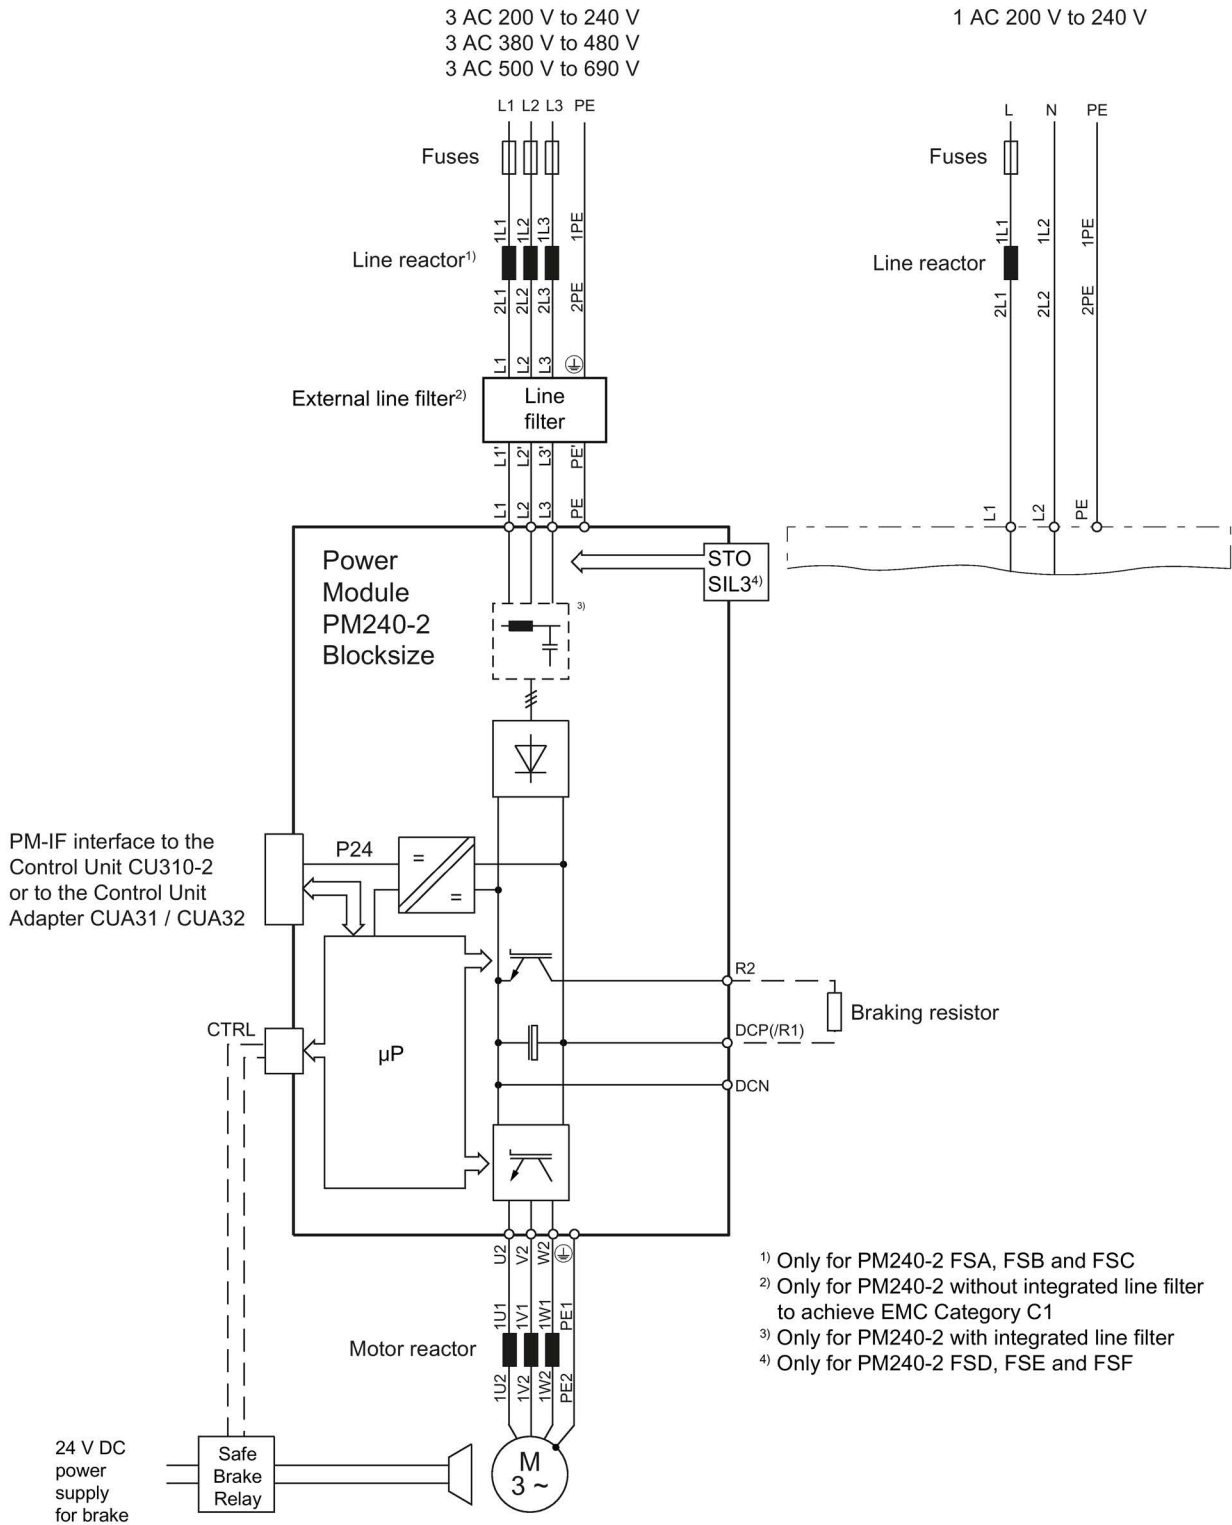 3 AC 200 V to 240 V
3 AC 380 V to 480 V
3 AC 500 V to 690 V
1 AC 200 V to 240 V
L1 L2 L3 PE
L N PE
Fuses
Fuses
1L1 1L2 1L3 1PE
1L1 1L2 1PE
Line reactor1)
Line reactor
2L1 2L2 2L3 2PE
2L1 2L2 2PE
L1 L2 L3
External line filter2)
Line
filter
L1' L2' L3' PE'
L1 L2 L3 PE
L1 L2 PE
Power
Module
PM240-2
Blocksize
STO
SIL34)
3)
PM-IF interface to the
Control Unit CU310-2
or to the Control Unit
Adapter CUA31 / CUA32
P24
=
=
R2
Braking resistor
DCP(/R1)
DCN
CTRL
µP
U2 V2 W2
1U1 1V1 1W1 PE1
Motor reactor
1U2 1V2 1W2 PE2
1) Only for PM240-2 FSA, FSB and FSC
2) Only for PM240-2 without integrated line filter
to achieve EMC Category C1
3) Only for PM240-2 with integrated line filter
4) Only for PM240-2 FSD, FSE and FSF
24 V DC
power
supply
for brake
Safe
Brake
Relay
M
3 ~